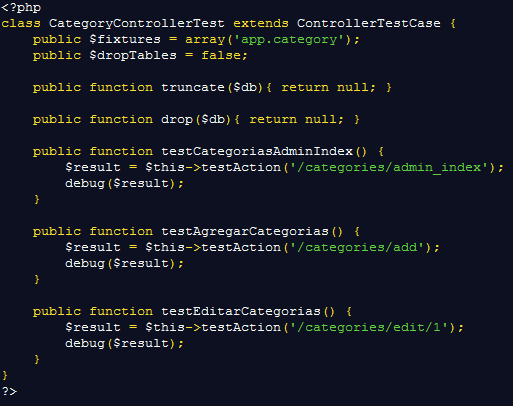 <?php
class CategoryControllerTest extends ControllerTestCase {
    public $fixtures = array('app.category');
    public $dropTables = false;

    public function truncate($db){ return null; }

    public function drop($db){ return null; }

    public function testCategoriasAdminIndex() {
        $result = $this->testAction('/categories/admin_index');
        debug($result);
    }

    public function testAgregarCategorias() {
        $result = $this->testAction('/categories/add');
        debug($result);
    }

    public function testEditarCategorias() {
        $result = $this->testAction('/categories/edit/1');
        debug($result);
    }
}
?>